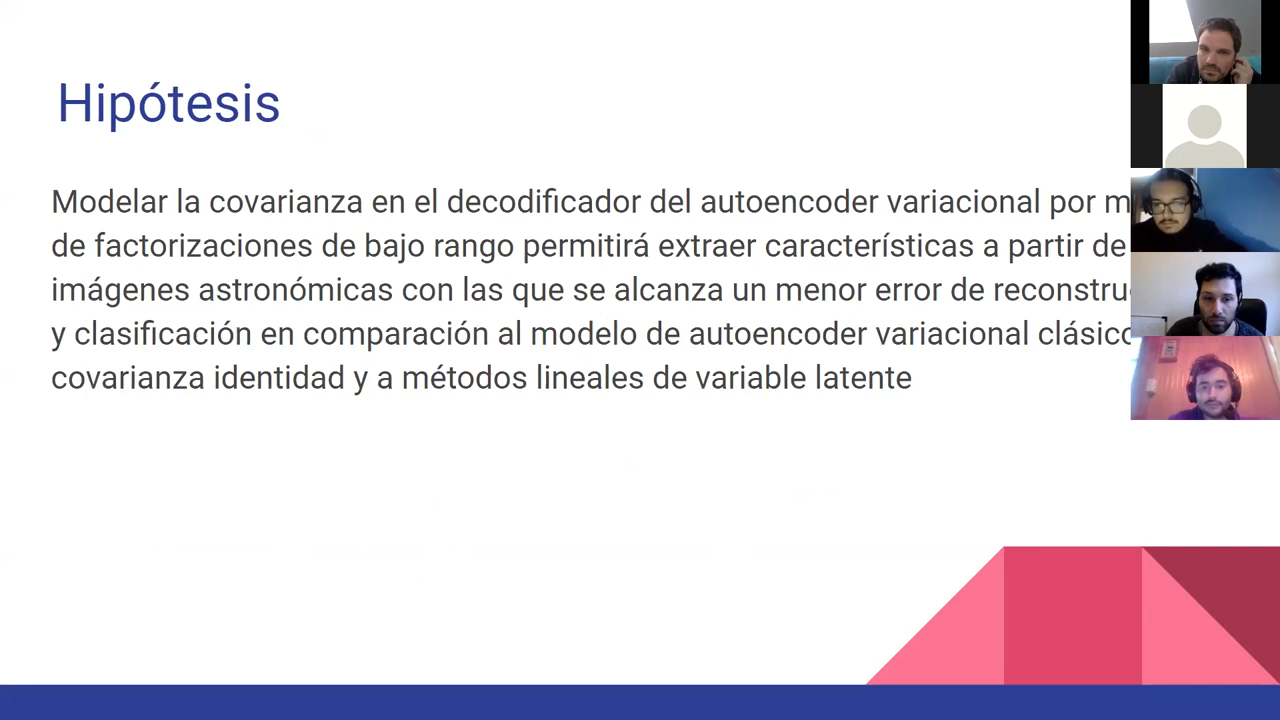 Hipótesis
Modelar la covarianza en el decodificador del autoencoder variacional por
de factorizaciones de bajo rango permitirá extraer características a partir de
imágenes astronómicas con las que se alcanza un menor error de
y clasificación en comparación al modelo de autoencoder variacional
covarianza identidad y a métodos lineales de variable latente